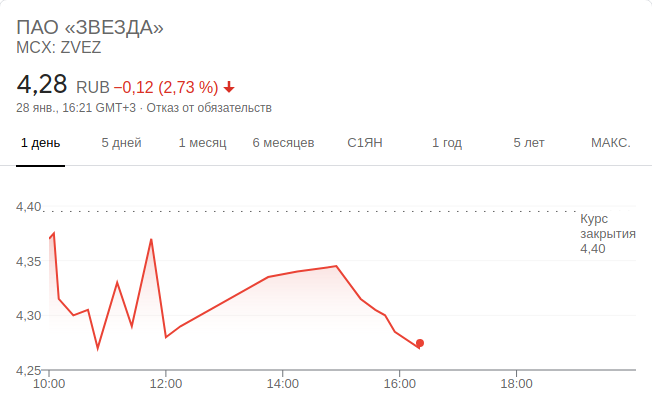 ПАО «ЗВЕЗДА»
MCX: ZVEZ
4,28 RUB −0,12 (2,73 %)
28 янв., 16:21 GMT+3 · Отказ от обязательств
1 день 5 дней 1 месяц 6 месяцев С1ЯН 1 год 5 лет МАКС.
4,40
Курс
закрытия
4,40
4,35
4,30
4,25
10:00 12:00 14:00 16:00 18:00